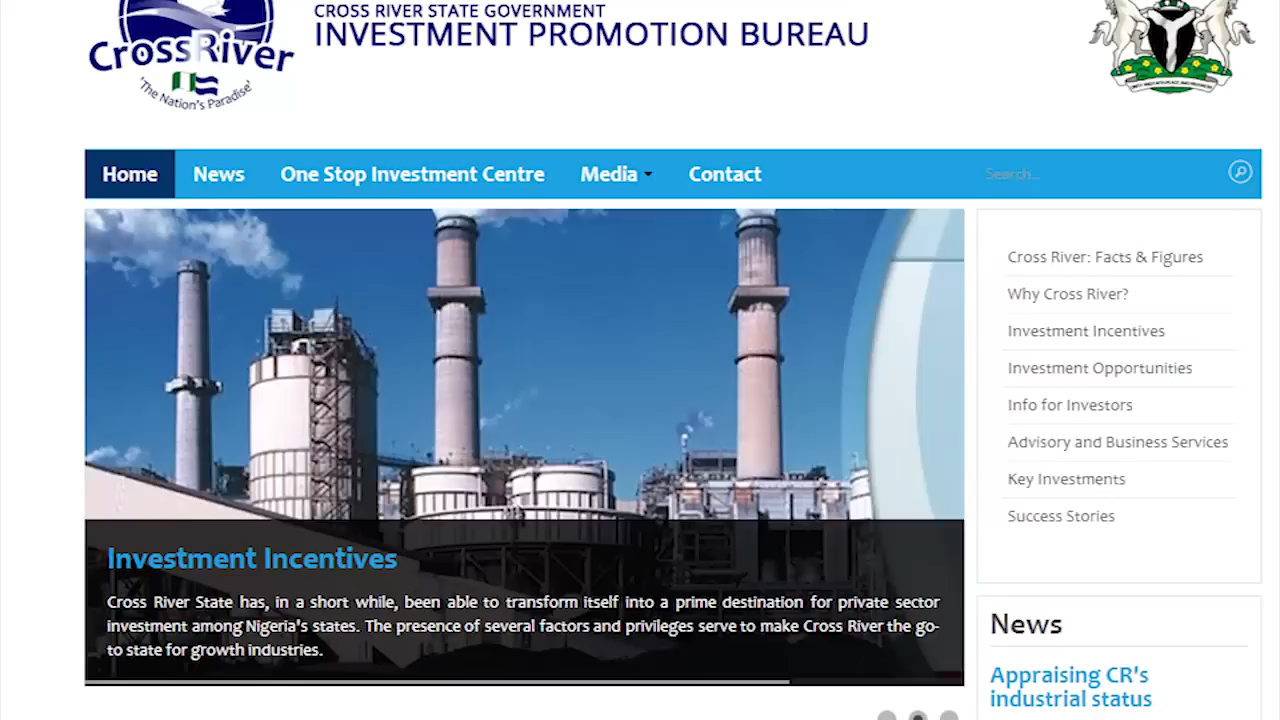 CROSS RIVER STATE GOVERNMENT
INVESTMENT PROMOTION BUREAU
CrossRiver
'The Nation's Paradise'
Home
News
One Stop Investment Centre
Media
Contact
Search...
Cross River: Facts & Figures
Why Cross River?
Investment Incentives
Investment Opportunities
Info for Investors
Advisory and Business Services
Key Investments
Success Stories
Investment Incentives
Cross River State has, in a short while, been able to transform itself into a prime destination for private sector
investment among Nigeria's states. The presence of several factors and privileges serve to make Cross River the go-
to state for growth industries.
News
Appraising CR's
industrial status